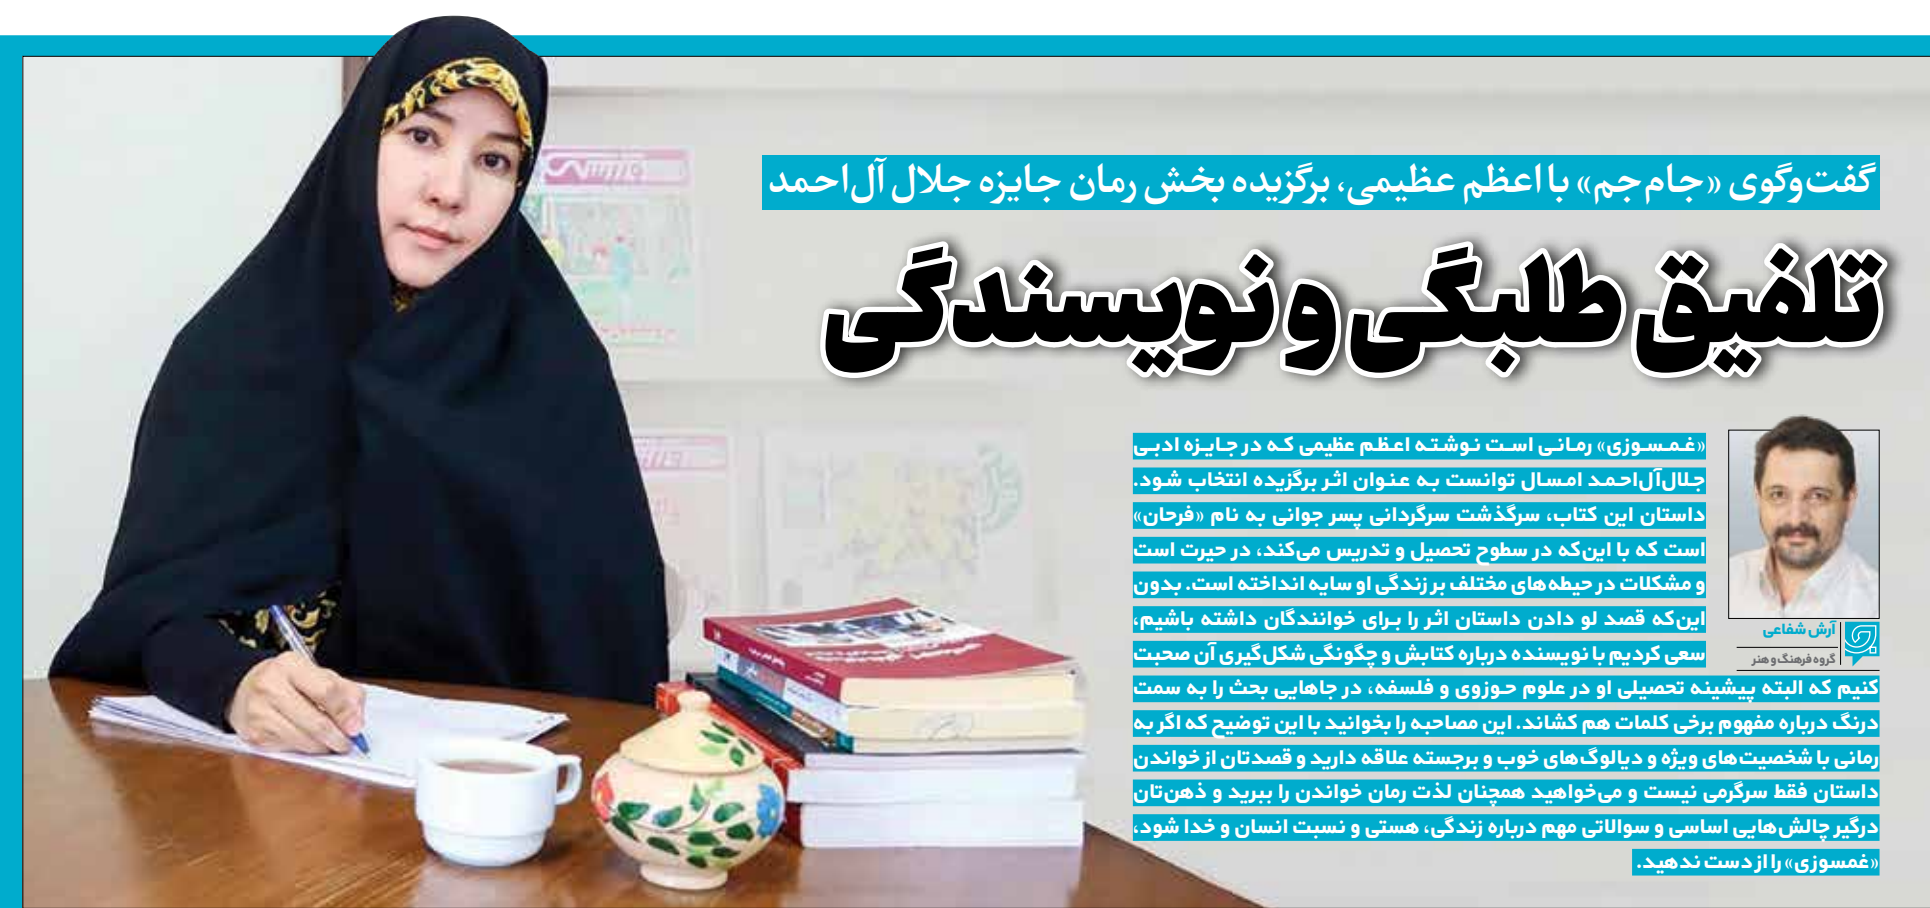 گفت‌وگوی «جام‌جم» با اعظم عظیمی، برگزیده بخش رمان جایزه جلال آل‌احمد
تلفیق طلبگی و نویسندگی
آرش شفاعی
گروه فرهنگ و هنر
«غمسوزی» رمانی است نوشته اعظم عظیمی که در جایزه ادبی
جلال‌آل‌احمد امسال توانست به عنوان اثر برگزیده انتخاب شود.
داستان این کتاب، سرگذشت سرگردانی پسر جوانی به نام «فرحان»
است که با این‌که در سطوح تحصیل و تدریس می‌کند، در حیرت است
و مشکلات در حیطه‌های مختلف بر زندگی او سایه انداخته است. بدون
این‌که قصد لو دادن داستان اثر را برای خوانندگان داشته باشیم،
سعی کردیم با نویسنده درباره کتابش و چگونگی شکل‌گیری آن صحبت
کنیم که البته پیشینه تحصیلی او در علوم حوزوی و فلسفه، در جاهایی بحث را به سمت
درنگ درباره مفهوم برخی کلمات هم کشاند. این مصاحبه را بخوانید با این توضیح که اگر به
رمانی با شخصیت‌های ویژه و دیالوگ‌های خوب و برجسته علاقه دارید و قصدتان از خواندن
داستان فقط سرگرمی نیست و می‌خواهید همچنان لذت رمان خواندن را ببرید و ذهن‌تان
درگیر چالش‌هایی اساسی و سوالاتی مهم درباره زندگی، هستی و نسبت انسان و خدا شود،
«غمسوزی» را از دست ندهید.